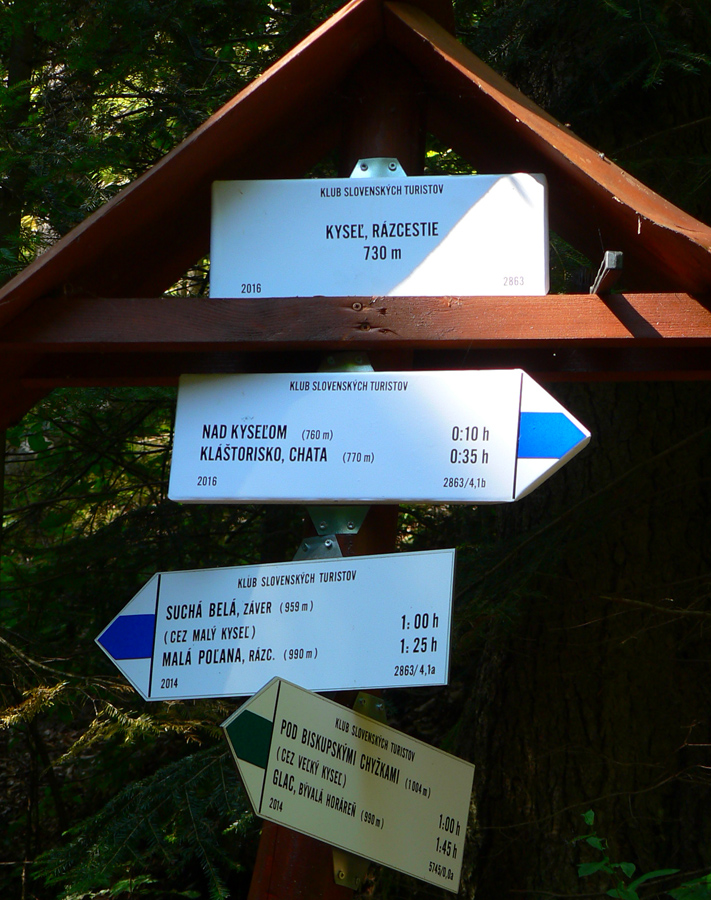 KLUB SLOVENSKÝCH TURISTOV
KYSEĽ, RÁZCESTIE
730 m
2016 2863
KLUB SLOVENSKÝCH TURISTOV
NAD KYSEĽOM (760 m) 0:10 h
KLÁŠTORISKO, CHATA (770 m) 0:35 h
2016 2863/4,1b
KLUB SLOVENSKÝCH TURISTOV
SUCHÁ BELÁ, ZÁVER (959 m) 1:00 h
(CEZ MALÝ KYSEĽ)
MALÁ POĽANA, RÁZC. (990 m) 1:25 h
2014 2863/4,1a
KLUB SLOVENSKÝCH TURISTOV
POD BISKUPSKÝMI CHYŽKAMI (1004 m) 1:00 h
(CEZ VEĽKÝ KYSEĽ)
GLAC, BÝVALÁ HORÁREŇ (990 m) 1:45 h
2014 5745/0,0a